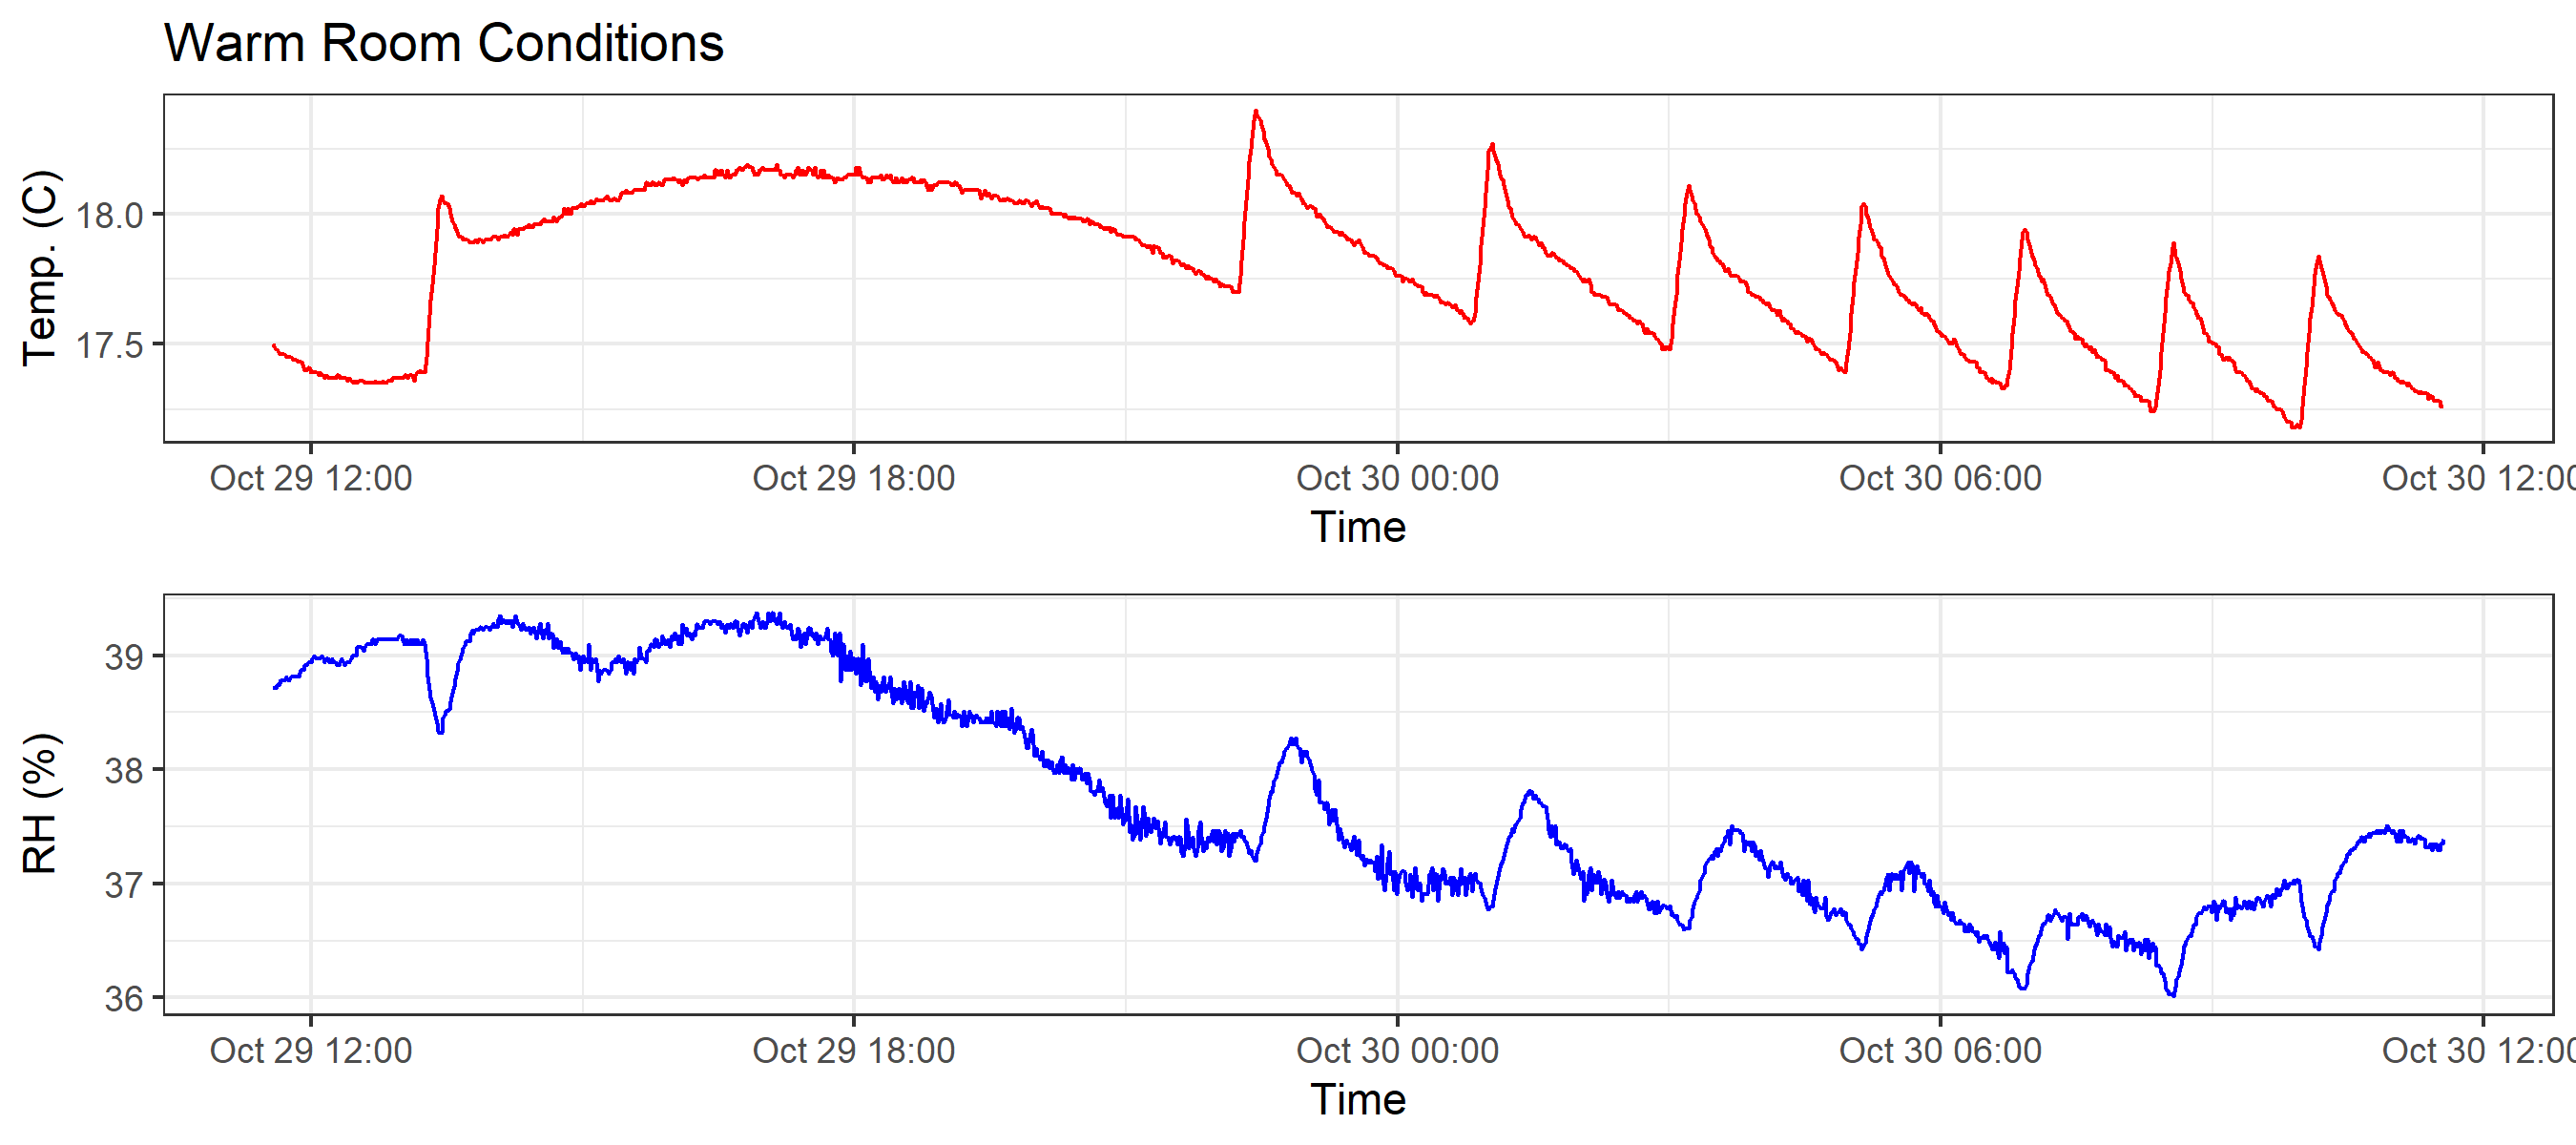 Warm Room Conditions
Temp. (C)
18.0
17.5
Oct 29 12:00 Oct 29 18:00 Oct 30 00:00 Oct 30 06:00 Oct 30 12:00
Time
RH (%)
39
38
37
36
Oct 29 12:00 Oct 29 18:00 Oct 30 00:00 Oct 30 06:00 Oct 30 12:00
Time